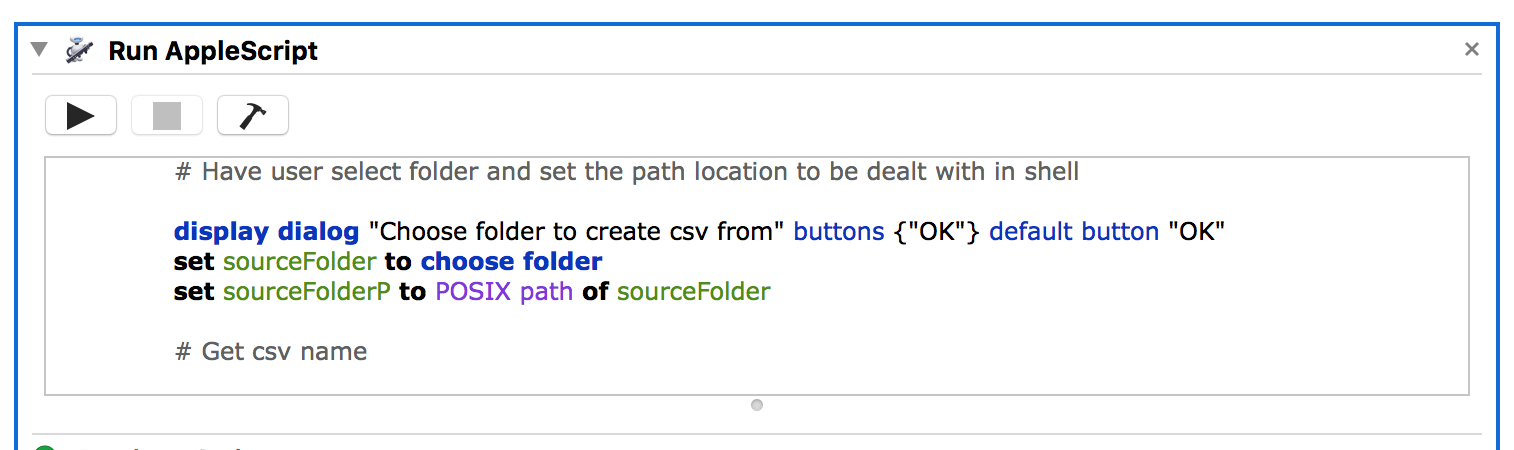 Run AppleScript
# Have user select folder and set the path location to be dealt with in shell
display dialog "Choose folder to create csv from" buttons {"OK"} default button "OK"
set sourceFolder to choose folder
set sourceFolderP to POSIX path of sourceFolder
# Get csv name